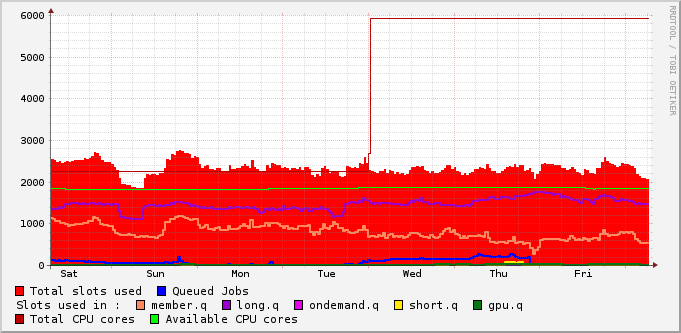 RRDTOOL / TOBI OETIKER
6000
5000
4000
3000
2000
1000
0
Sat Sun Mon Tue Wed Thu Fri
Total slots used Queued Jobs
Slots used in : member.q long.q ondemand.q short.q gpu.q
Total CPU cores Available CPU cores